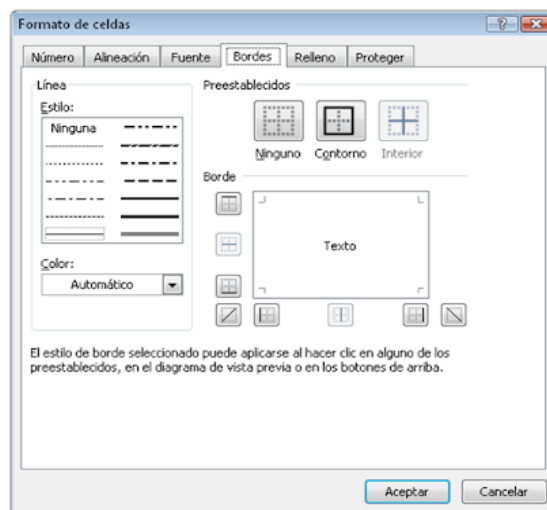 Formato de celdas
Número Alineación Fuente Bordes Relleno Proteger
Línea
Estilo:
Ninguna
Color:
Automático
Preestablecidos
Ninguno Contorno Interior
Borde
Texto
El estilo de borde seleccionado puede aplicarse al hacer clic en alguno de los
preestablecidos, en el diagrama de vista previa o en los botones de arriba.
Aceptar Cancelar